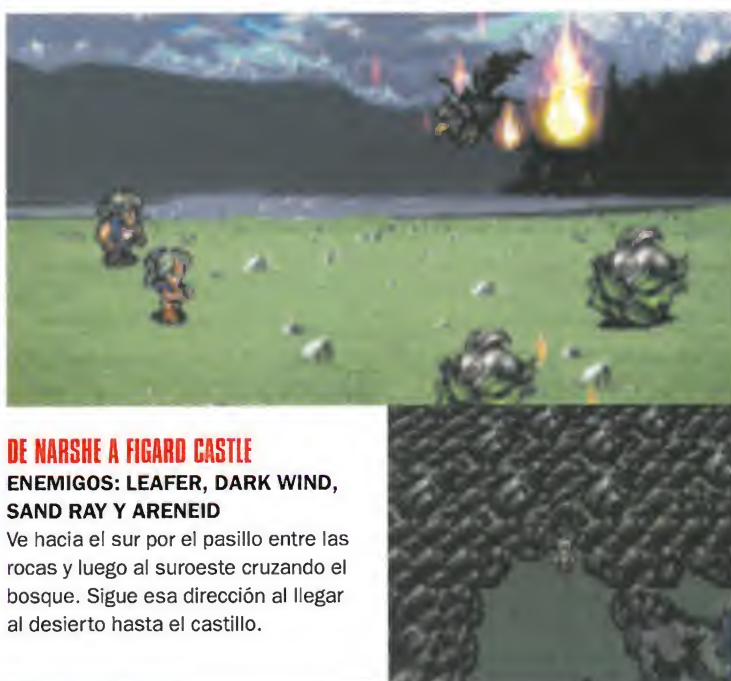 DE NARSHE A FIGARD CASTLE
ENEMIGOS: LEAFER, DARK WIND,
SAND RAY Y ARENEID
Ve hacia el sur por el pasillo entre las
rocas y luego al suroeste cruzando el
bosque. Sigue esa dirección al llegar
al desierto hasta el castillo.